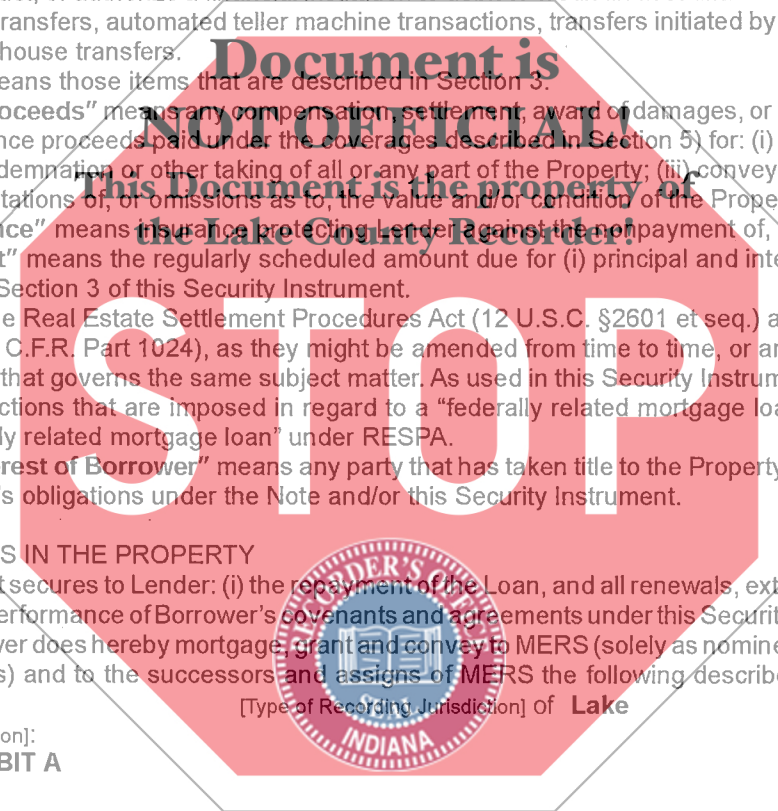 ransfers, automated teller machine transactions, transfers initiated by
house transfers.
Document is
eans those items that are described in Section 3.
oceeds” means any compensation, settlement, award of damages, or
NOT OFFICIAL!
nce proceeds paid under the coverages described in Section 5) for: (i)
demnation or other taking of all or any part of the Property; (iii) convey
This Document is the property of
tations of, or omissions as to, the value and/or condition of the Prope
nce” means insurance protecting Lender against the nonpayment of,
the Lake County Recorder!
t” means the regularly scheduled amount due for (i) principal and inte
Section 3 of this Security Instrument.
STOP
e Real Estate Settlement Procedures Act (12 U.S.C. §2601 et seq.) a
C.F.R. Part 1024), as they might be amended from time to time, or an
that governs the same subject matter. As used in this Security Instrum
ctions that are imposed in regard to a “federally related mortgage loa
ly related mortgage loan” under RESPA.
rest of Borrower” means any party that has taken title to the Property
’s obligations under the Note and/or this Security Instrument.
S IN THE PROPERTY
t secures to Lender: (i) the repayment of the Loan, and all renewals, ext
erformance of Borrower’s covenants and agreements under this Securit
ver does hereby mortgage, grant and convey to MERS (solely as nomine
s) and to the successors and assigns of MERS the following describe
[Type of Recording Jurisdiction] of Lake
RECORDER'S
SEAL
INDIANA
on]:
BIT A